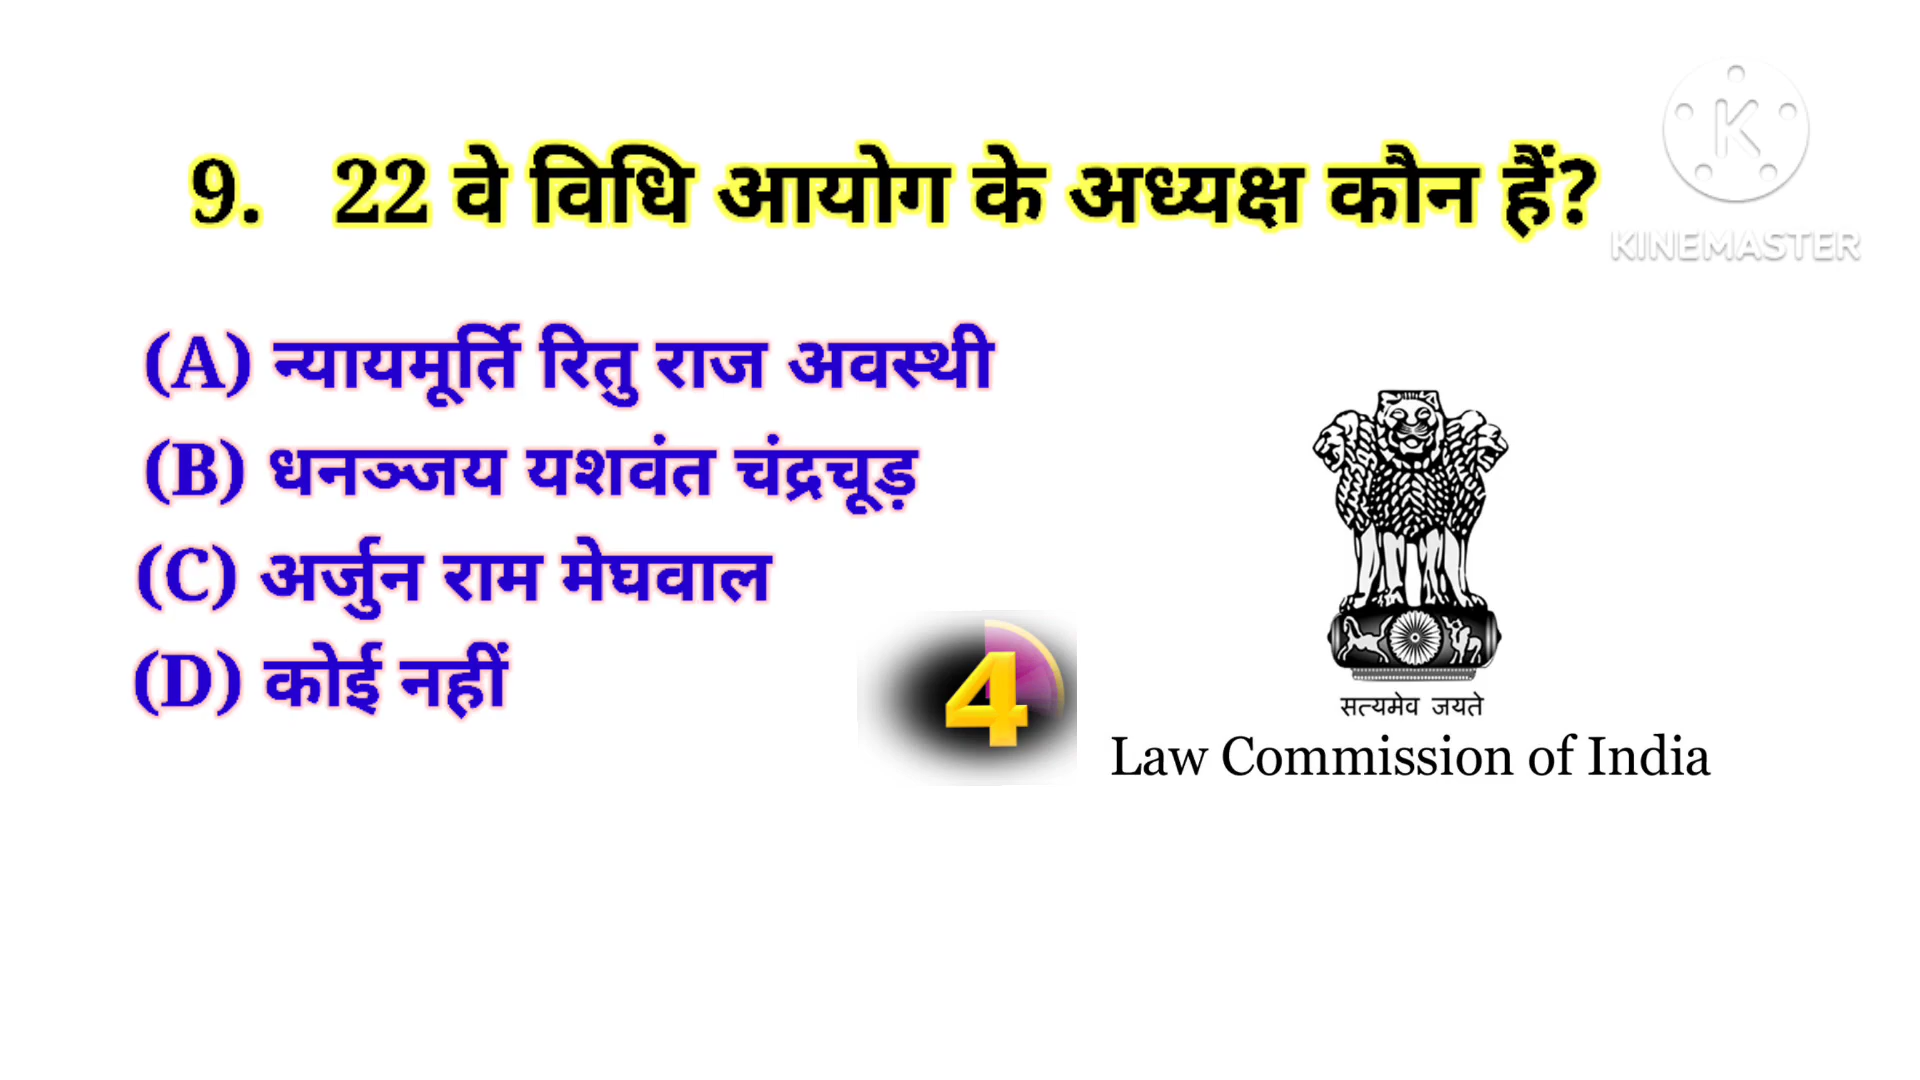 9. 22 वे विधि आयोग के अध्यक्ष कौन हैं?
KINEMASTER
(A) न्यायमूर्ति रितु राज अवस्थी
(B) धनञ्जय यशवंत चंद्रचूड़
(C) अर्जुन राम मेघवाल
(D) कोई नहीं
4
सत्यमेव जयते
Law Commission of India